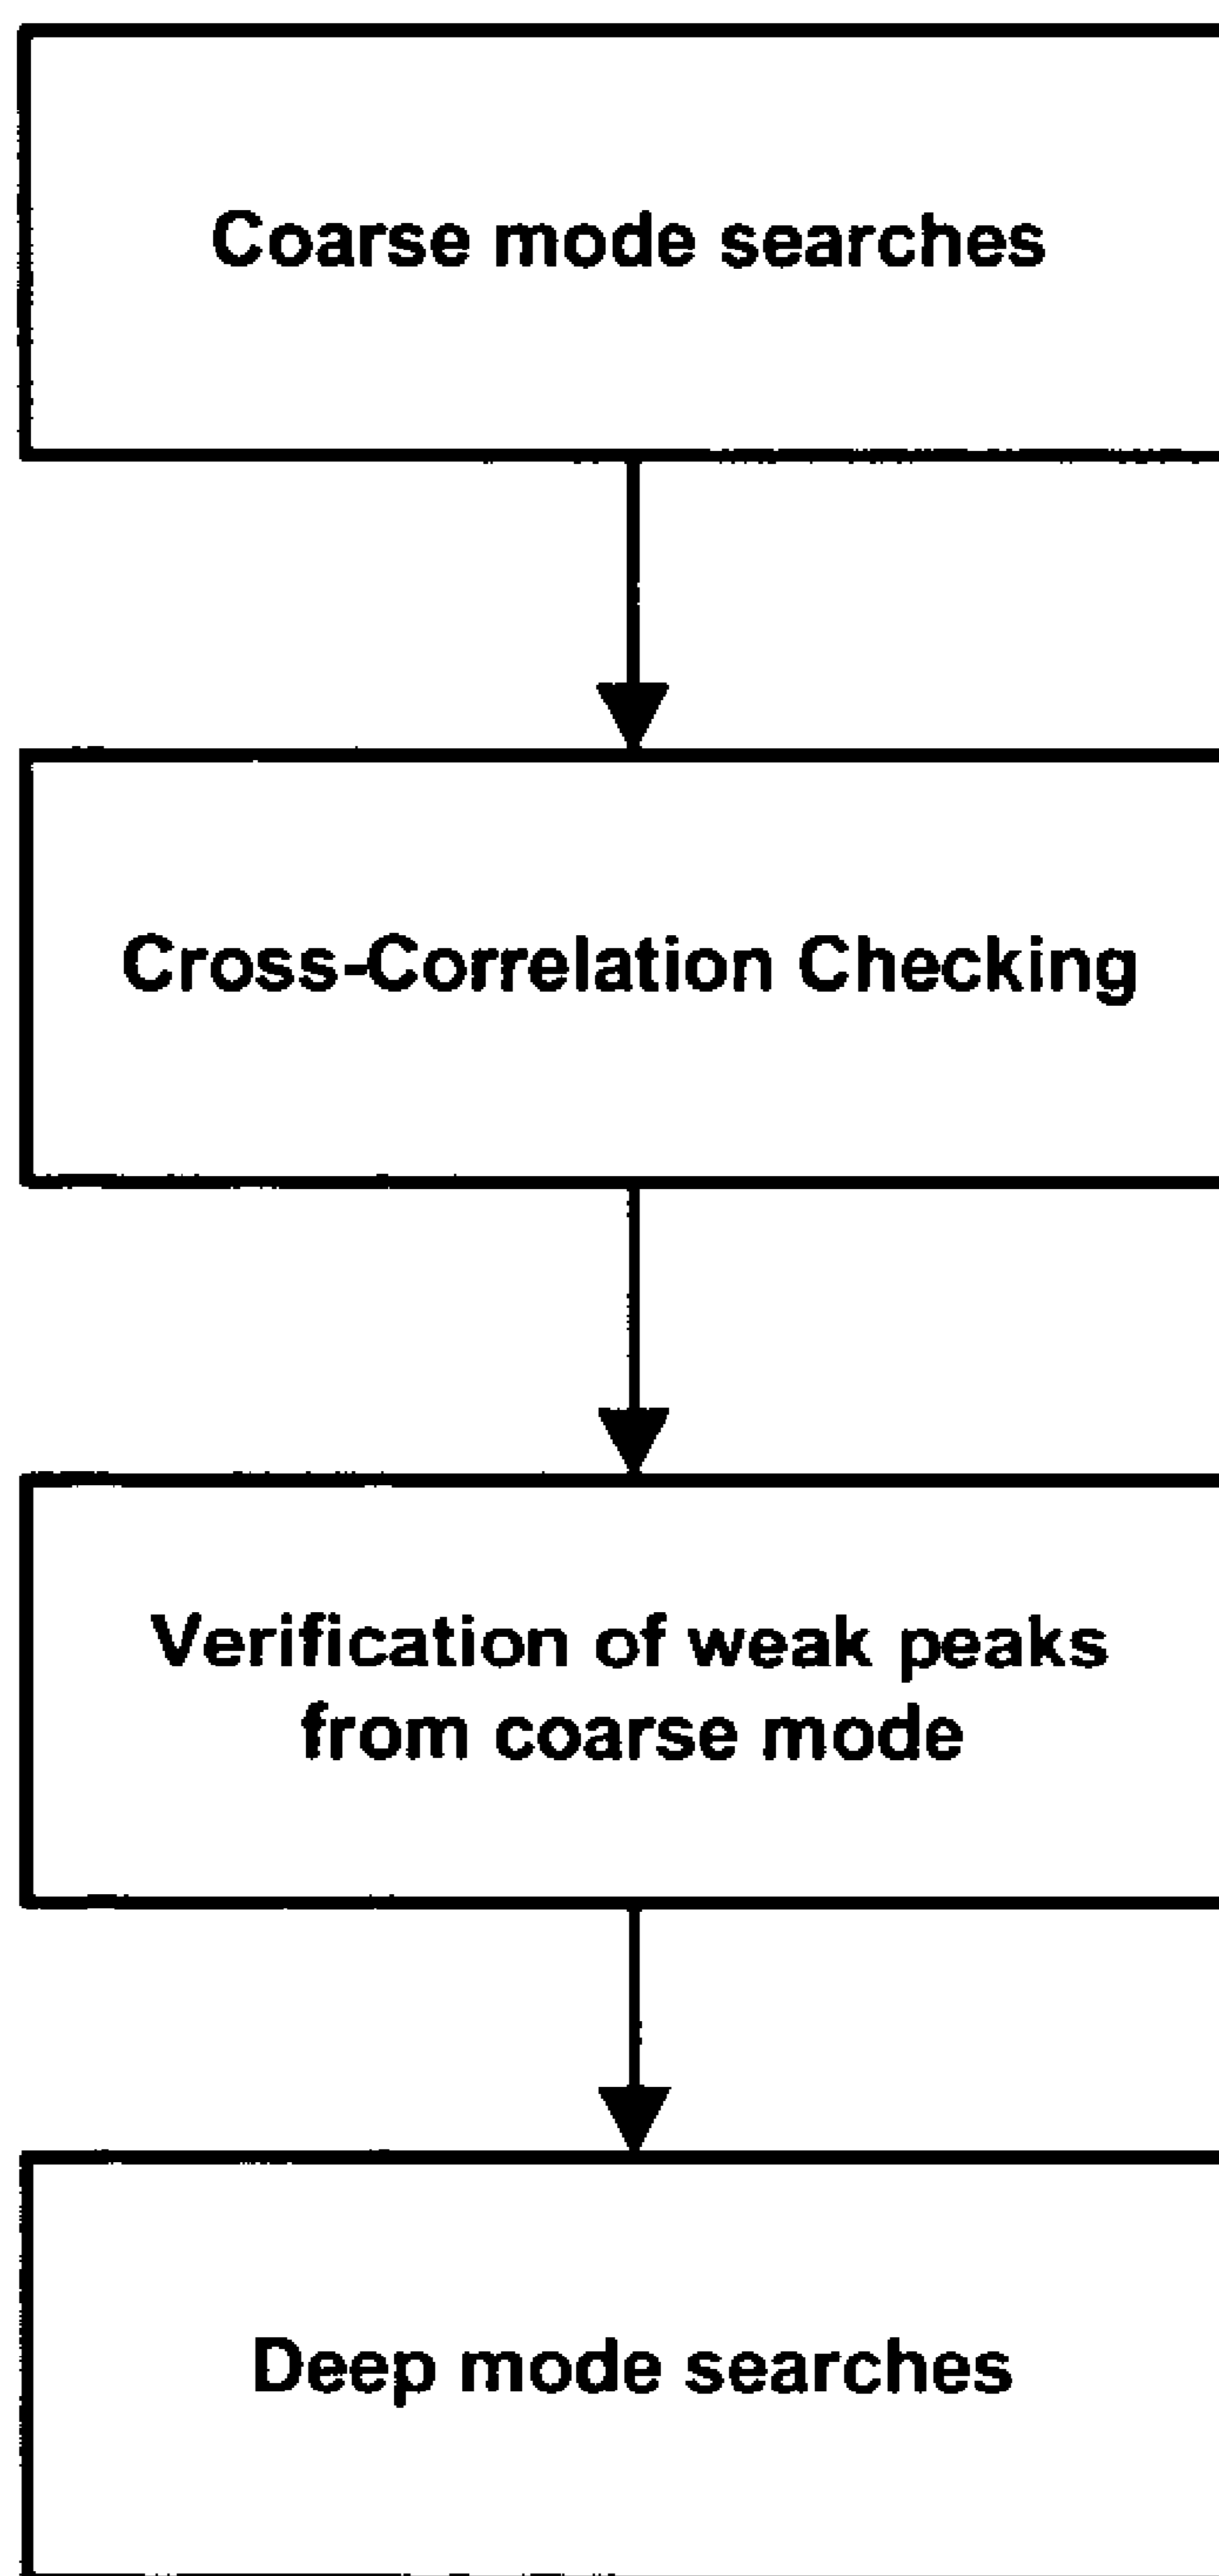 Coarse mode searches
Cross-Correlation Checking
Verification of weak peaks
from coarse mode
Deep mode searches